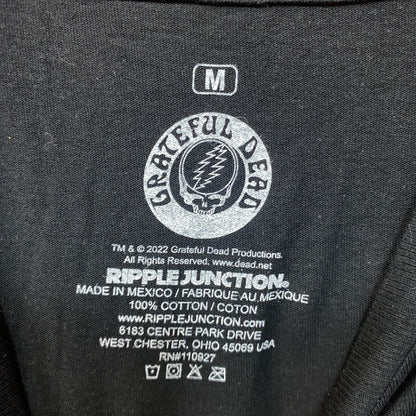 M
GRATEFUL DEAD
TM & © 2022 Grateful Dead Productions.
All Rights Reserved. www.dead.net
RIPPLE JUNCTION®
MADE IN MEXICO / FABRIQUE AU MEXIQUE
100% COTTON / COTON
www.RIPPLEJUNCTION.com
6183 CENTRE PARK DRIVE
WEST CHESTER, OHIO 45069 USA
RN#110927